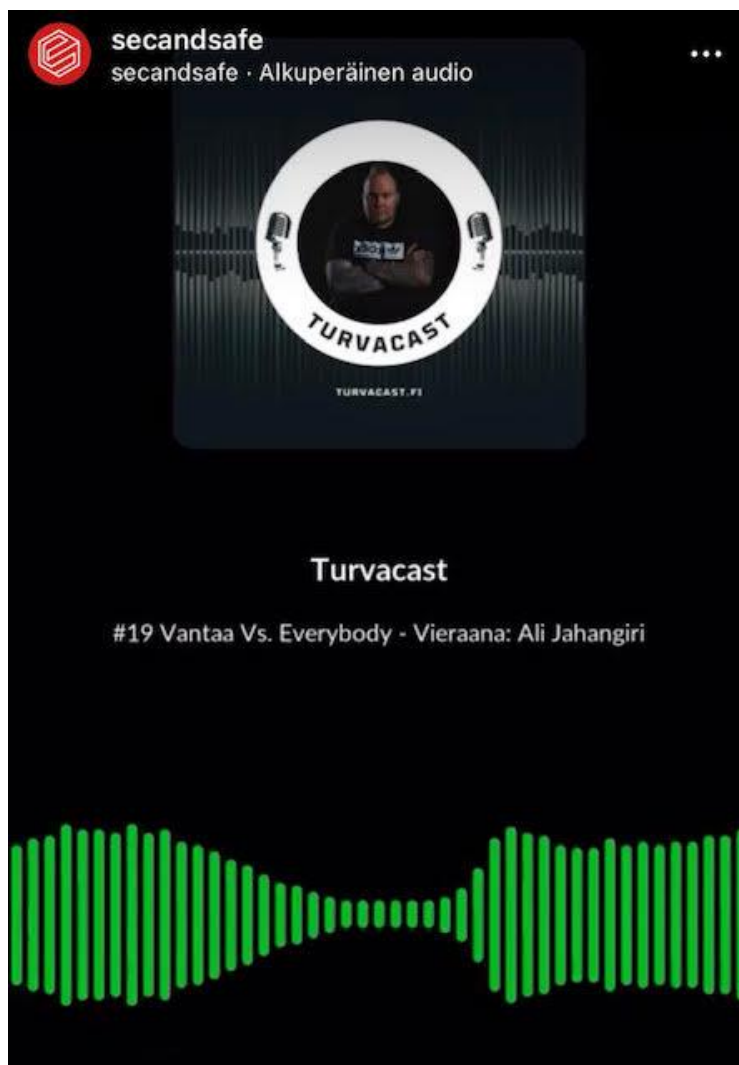 secandsafe
secandsafe · Alkuperäinen audio
TURVACAST
TURVACAST.FI
Turvacast
#19 Vantaa Vs. Everybody - Vieraana: Ali Jahangiri